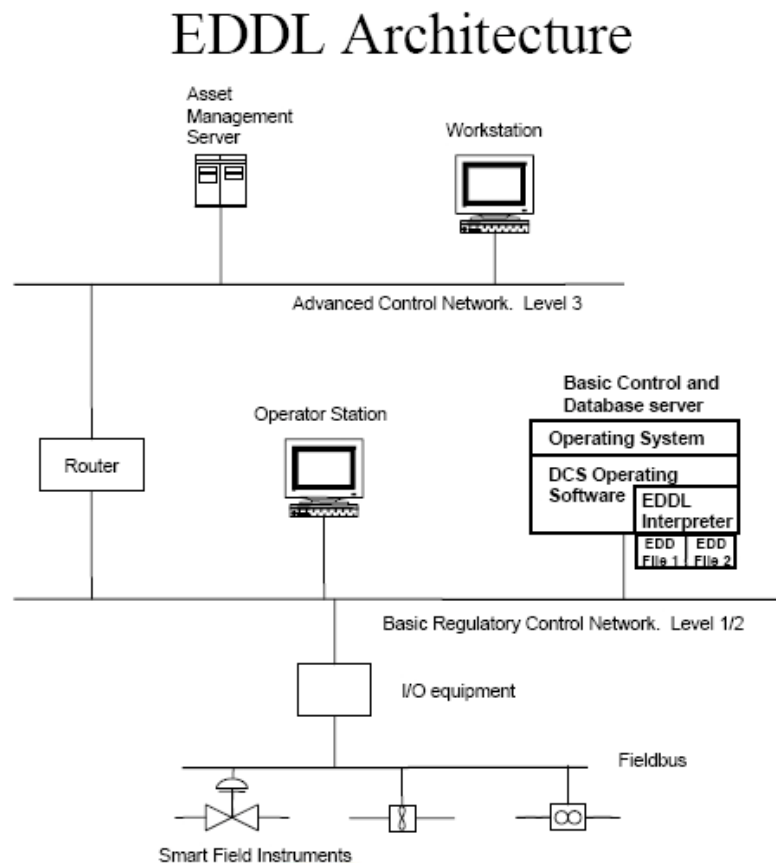 EDDL Architecture
Asset
Management
Server
Workstation
Advanced Control Network. Level 3
Basic Control and
Database server
Operator Station
Operating System
Router
DCS Operating
Software
EDDL
Interpreter
EDD
File 1
EDD
File 2
Basic Regulatory Control Network. Level 1/2
I/O equipment
Fieldbus
Smart Field Instruments